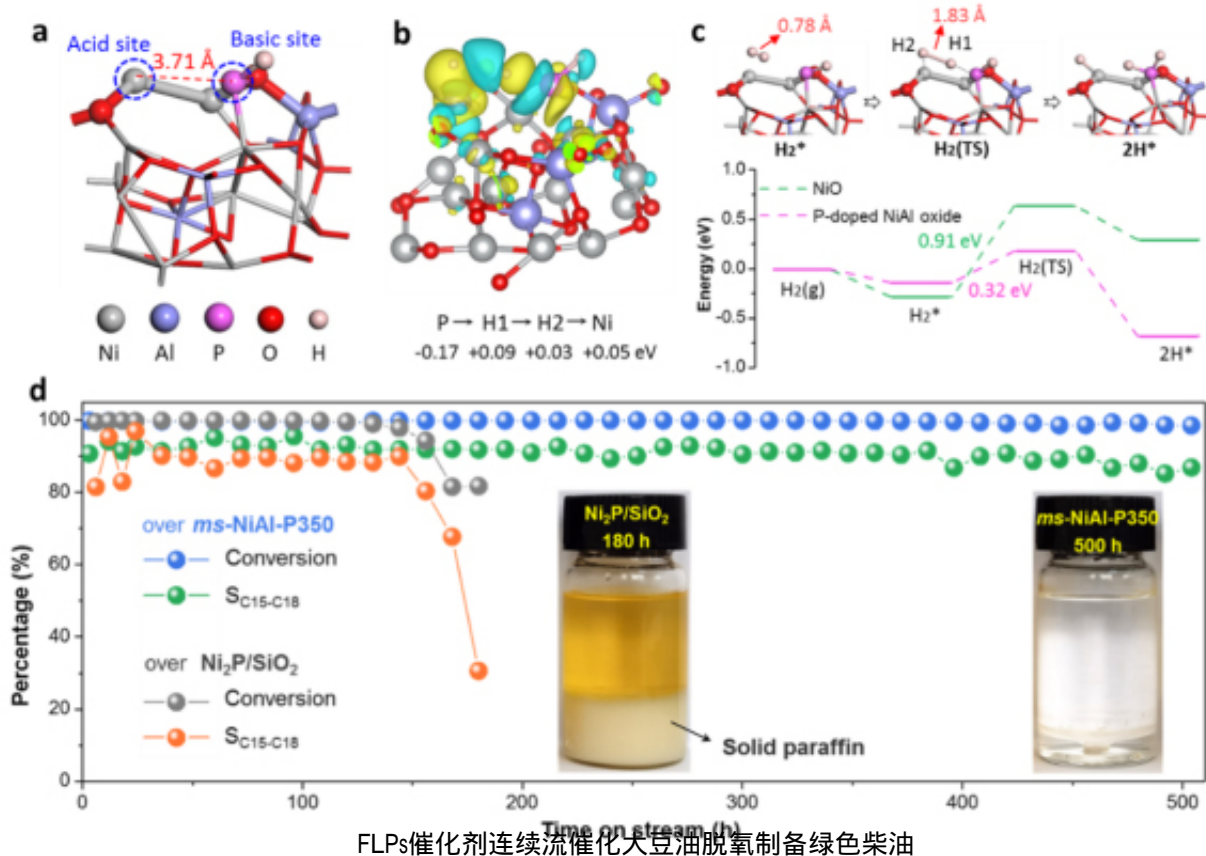 a
Acid site
Basic site
3.71 Å
Ni Al P O H
b
P → H1 → H2 → Ni
-0.17 +0.09 +0.03 +0.05 eV
c
0.78 Å
1.83 Å
H2 H1
H₂* H₂(TS) 2H*
Energy (eV)
1.0
0.5
0.0
-0.5
-1.0
NiO
P-doped NiAl oxide
0.91 eV
0.32 eV
H₂(g)
H₂*
H₂(TS)
2H*
d
Percentage (%)
100
80
60
40
20
0
over ms-NiAl-P350
Conversion
S_C15-C18
over Ni₂P/SiO₂
Conversion
S_C15-C18
Ni₂P/SiO₂
180 h
Solid paraffin
ms-NiAl-P350
500 h
0 100 200 300 400 500
Time on stream (h)
FLPs催化剂连续流催化大豆油脱氧制备绿色柴油